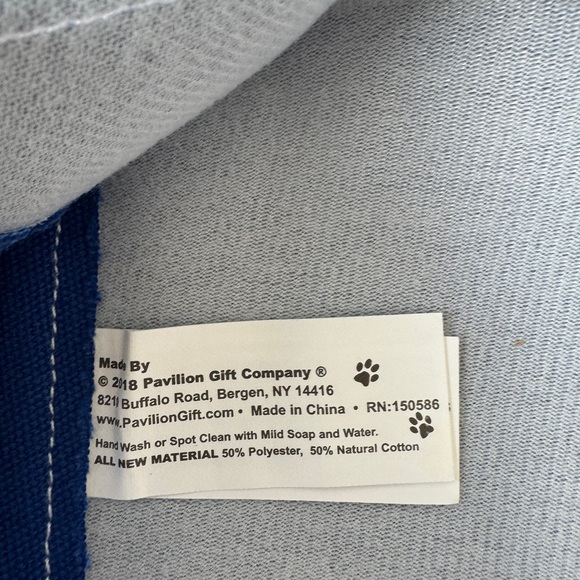 Made By
© 2018 Pavilion Gift Company ®
8210 Buffalo Road, Bergen, NY 14416
www.PavilionGift.com • Made in China • RN:150586
Hand Wash or Spot Clean with Mild Soap and Water.
ALL NEW MATERIAL 50% Polyester, 50% Natural Cotton